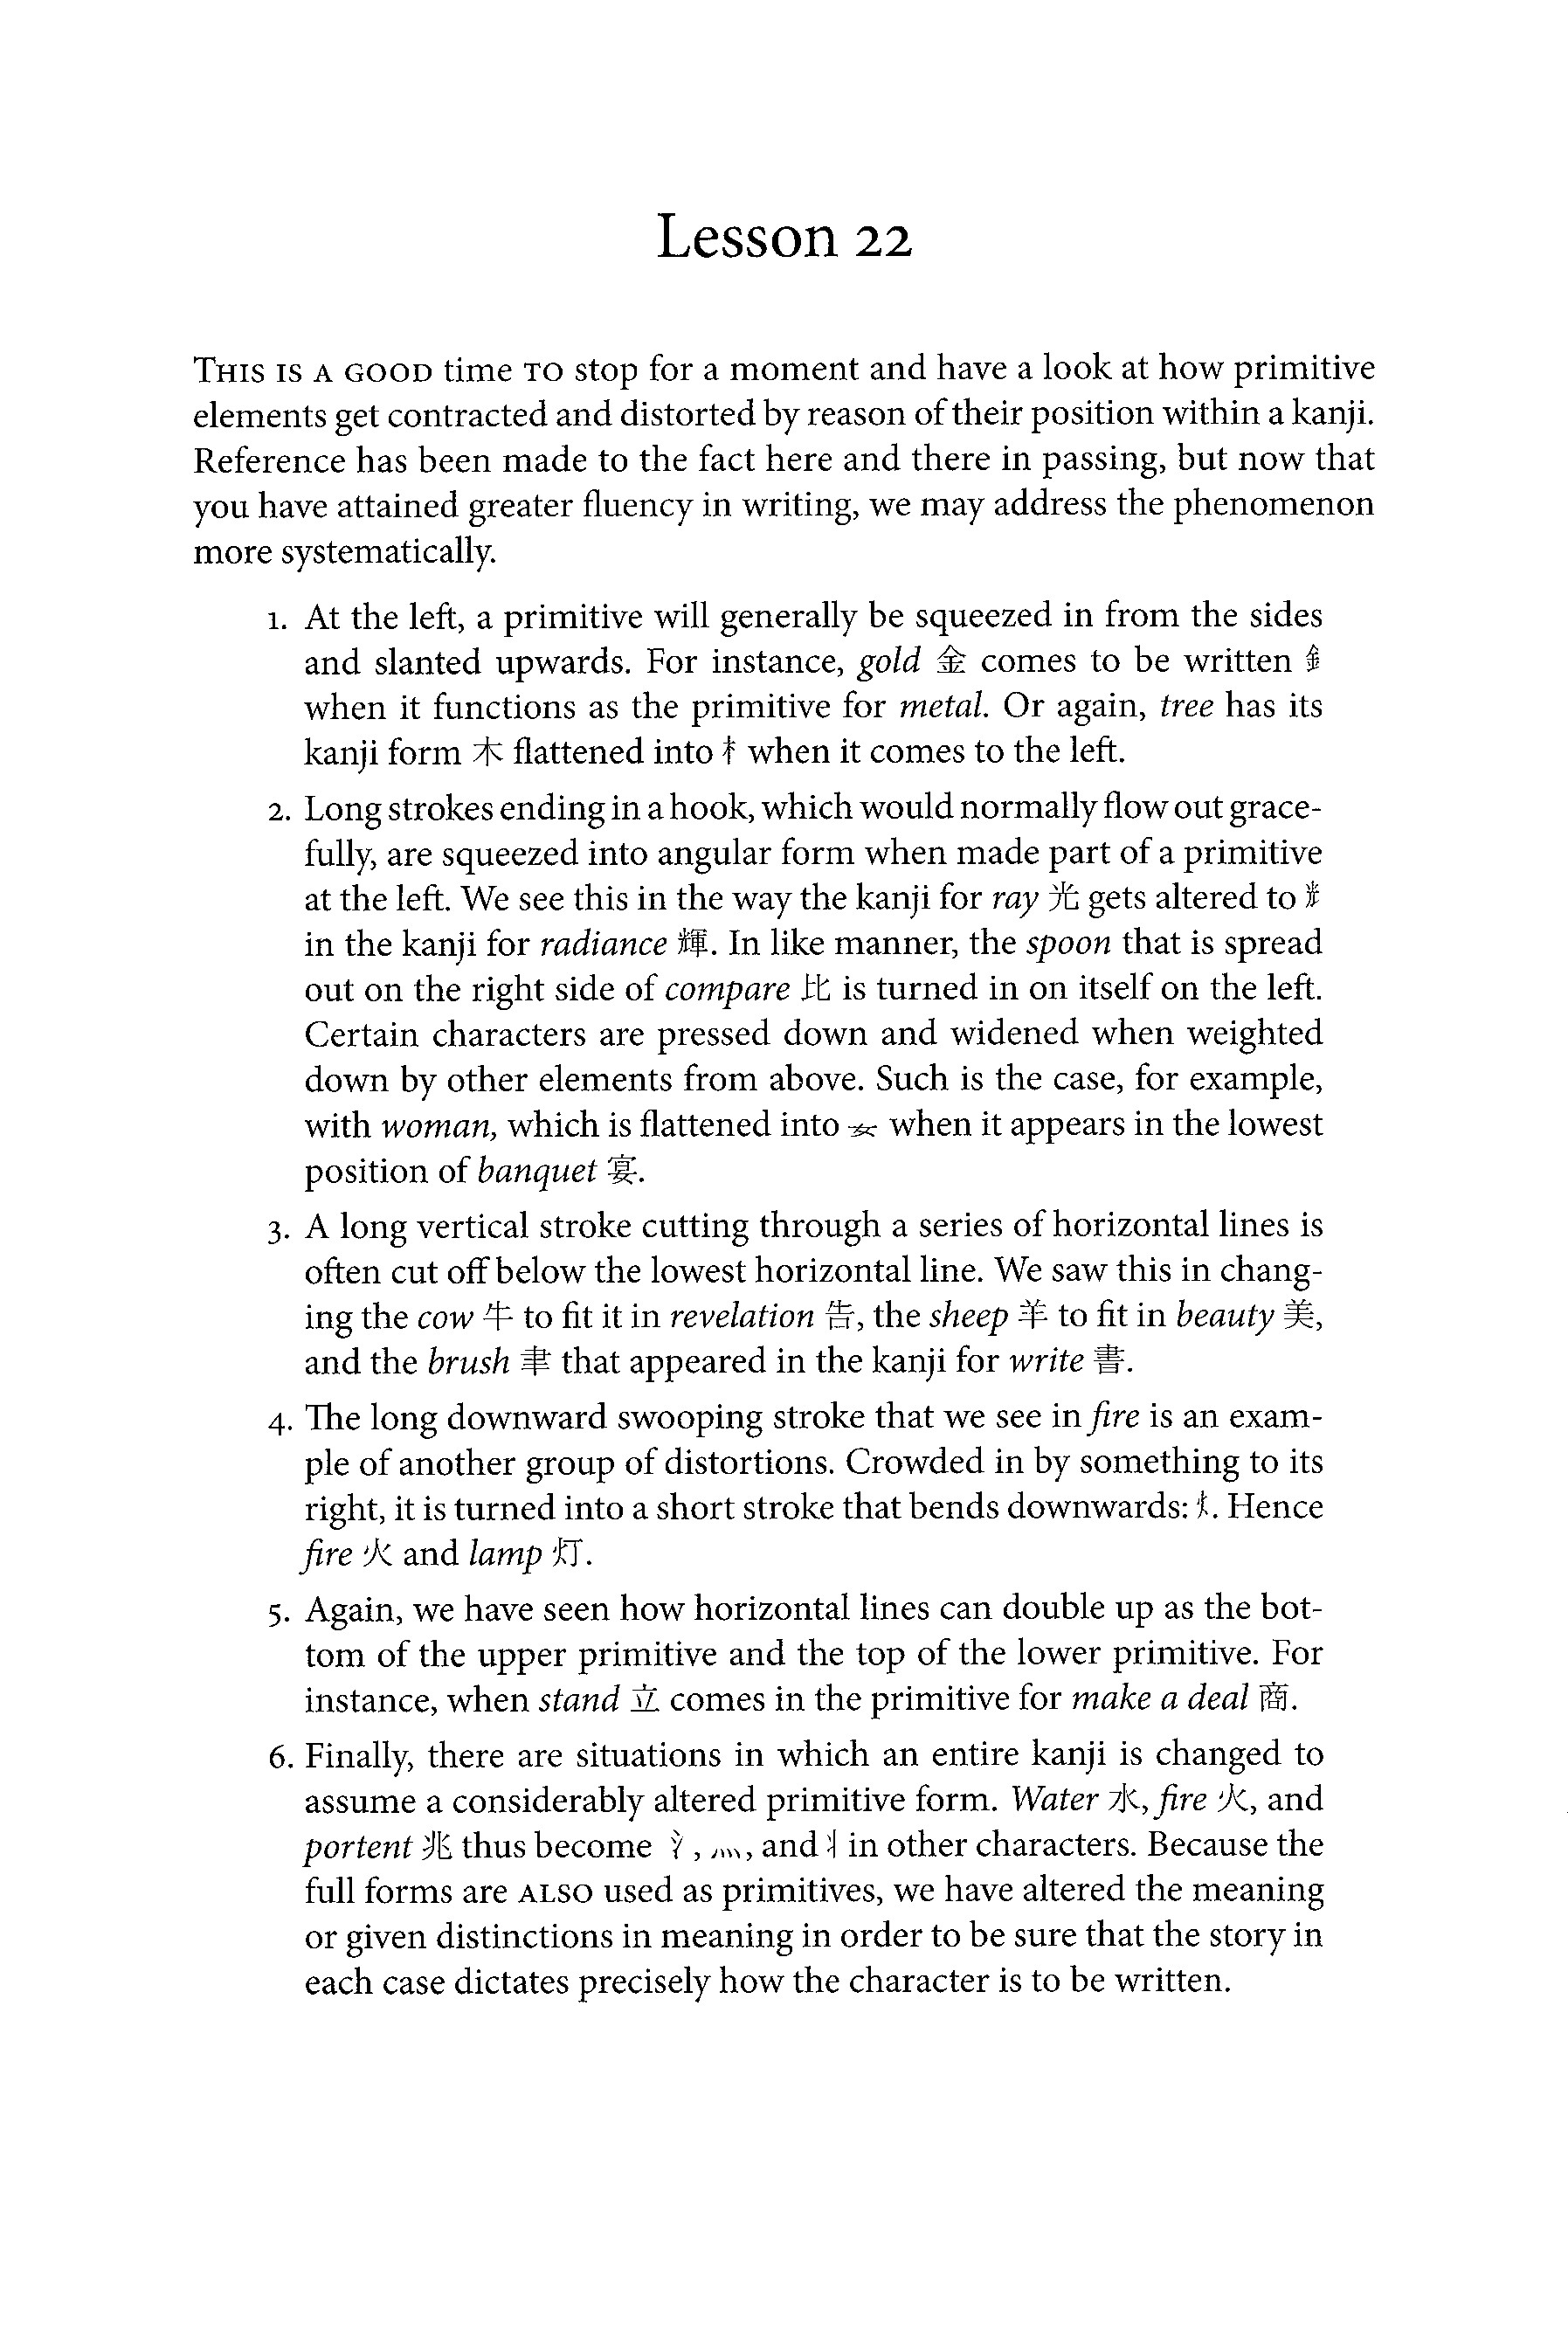 Lesson 22
THIS IS A GOOD time TO stop for a moment and have a look at how primitive
elements get contracted and distorted by reason of their position within a kanji.
Reference has been made to the fact here and there in passing, but now that
you have attained greater fluency in writing, we may address the phenomenon
more systematically.
1. At the left, a primitive will generally be squeezed in from the sides
and slanted upwards. For instance, gold 金 comes to be written 釒
when it functions as the primitive for metal. Or again, tree has its
kanji form 木 flattened into 木 when it comes to the left.
2. Long strokes ending in a hook, which would normally flow out grace-
fully, are squeezed into angular form when made part of a primitive
at the left. We see this in the way the kanji for ray 光 gets altered to 光
in the kanji for radiance 輝. In like manner, the spoon that is spread
out on the right side of compare 比 is turned in on itself on the left.
Certain characters are pressed down and widened when weighted
down by other elements from above. Such is the case, for example,
with woman, which is flattened into 女 when it appears in the lowest
position of banquet 宴.
3. A long vertical stroke cutting through a series of horizontal lines is
often cut off below the lowest horizontal line. We saw this in chang-
ing the cow 牛 to fit it in revelation 告, the sheep 羊 to fit in beauty 美,
and the brush 聿 that appeared in the kanji for write 書.
4. The long downward swooping stroke that we see in fire is an exam-
ple of another group of distortions. Crowded in by something to its
right, it is turned into a short stroke that bends downwards: 火. Hence
fire 火 and lamp 灯.
5. Again, we have seen how horizontal lines can double up as the bot-
tom of the upper primitive and the top of the lower primitive. For
instance, when stand 立 comes in the primitive for make a deal 商.
6. Finally, there are situations in which an entire kanji is changed to
assume a considerably altered primitive form. Water 水, fire 火, and
portent 兆 thus become 氵, 灬, and 丬 in other characters. Because the
full forms are ALSO used as primitives, we have altered the meaning
or given distinctions in meaning in order to be sure that the story in
each case dictates precisely how the character is to be written.